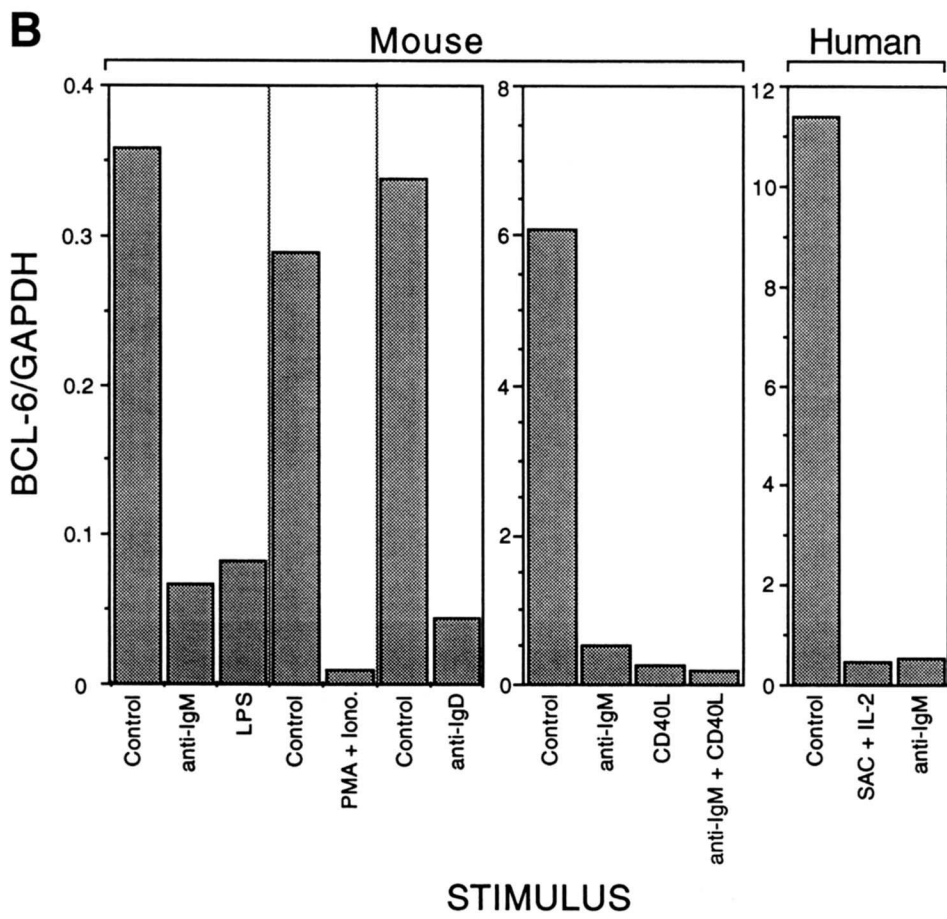 B
Mouse
Human
BCL-6/GAPDH
0.4
0.3
0.2
0.1
0
Control
anti-IgM
LPS
Control
PMA + Iono.
Control
anti-IgD
8
6
4
2
0
Control
anti-IgM
CD40L
anti-IgM + CD40L
12
10
8
6
4
2
0
Control
SAC + IL-2
anti-IgM
STIMULUS